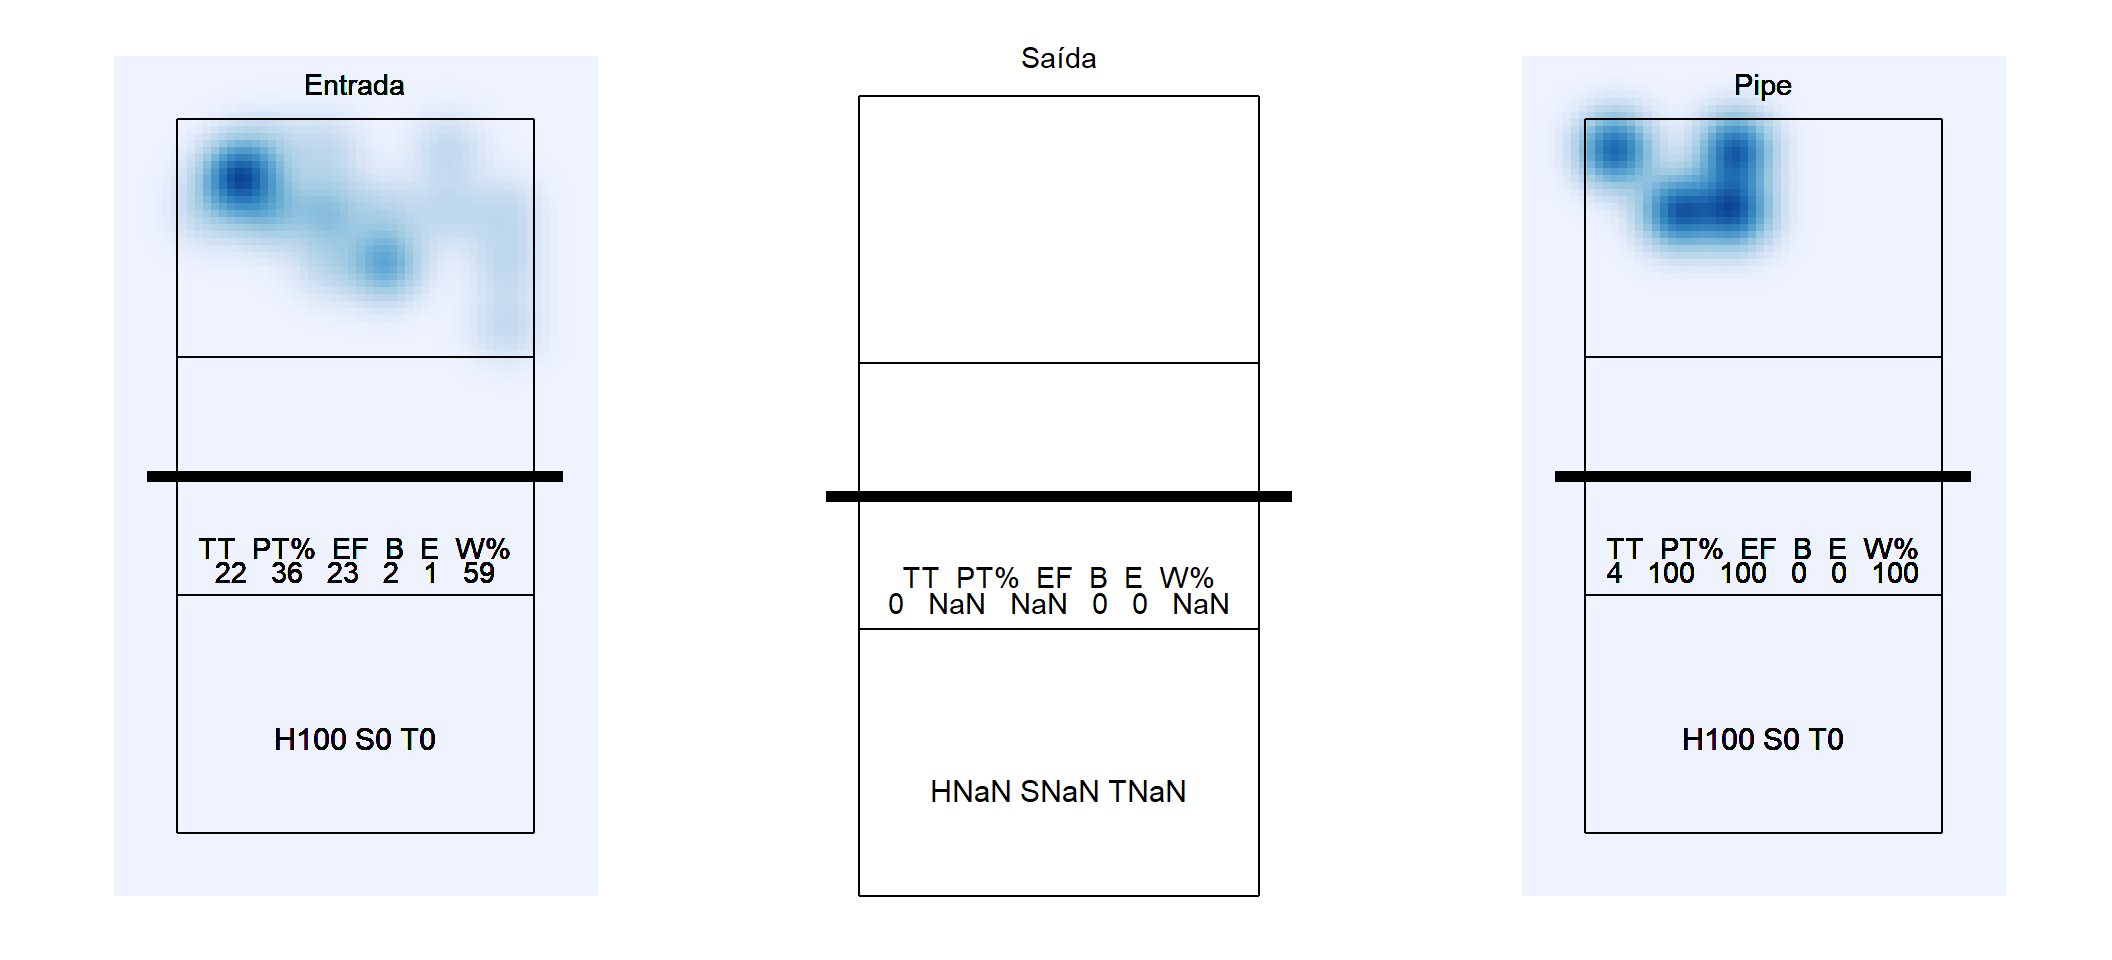 Entrada
TT PT% EF B E W%
22 36 23 2 1 59
H100 S0 T0
Saída
TT PT% EF B E W%
0 NaN NaN 0 0 NaN
HNaN SNaN TNaN
Pipe
TT PT% EF B E W%
4 100 100 0 0 100
H100 S0 T0